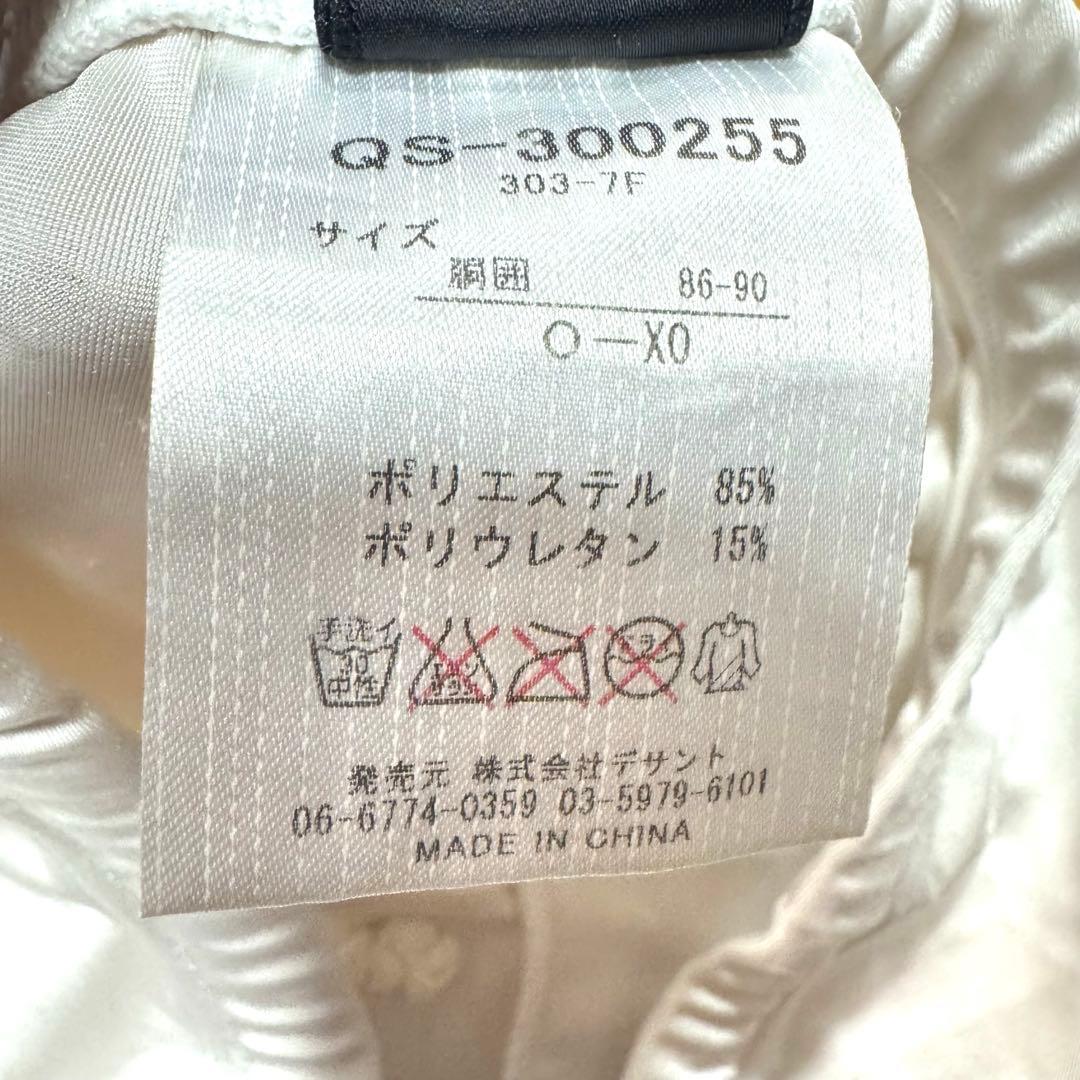 QS-300255
303-7F
サイズ
胴囲 86-90
○-XO
ポリエステル 85%
ポリウレタン 15%
手洗イ
30
中性
発売元 株式会社デサント
06-6774-0359 03-5979-6101
MADE IN CHINA